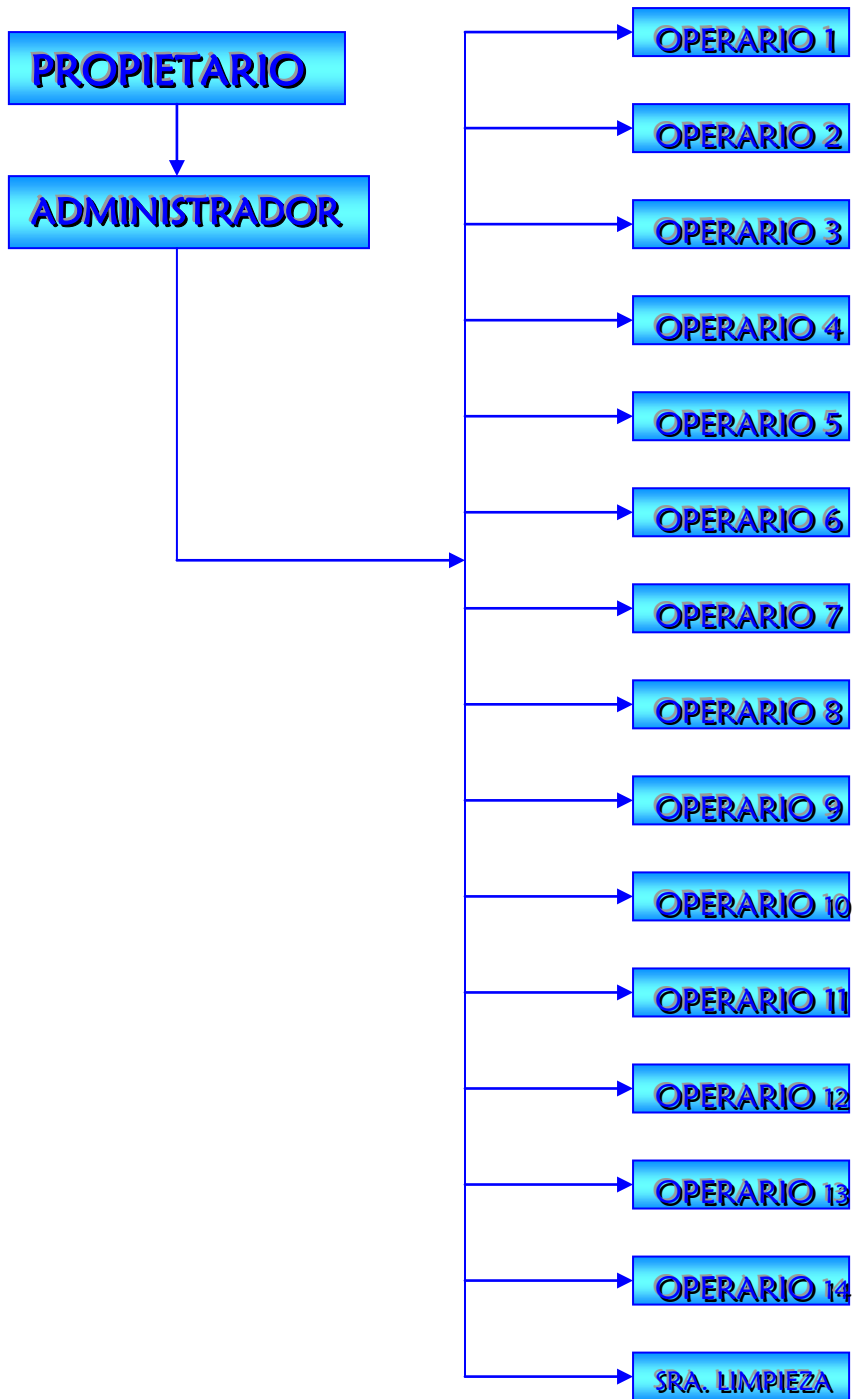 PROPIETARIO
ADMINISTRADOR
OPERARIO 1
OPERARIO 2
OPERARIO 3
OPERARIO 4
OPERARIO 5
OPERARIO 6
OPERARIO 7
OPERARIO 8
OPERARIO 9
OPERARIO 10
OPERARIO 11
OPERARIO 12
OPERARIO 13
OPERARIO 14
SRA. LIMPIEZA